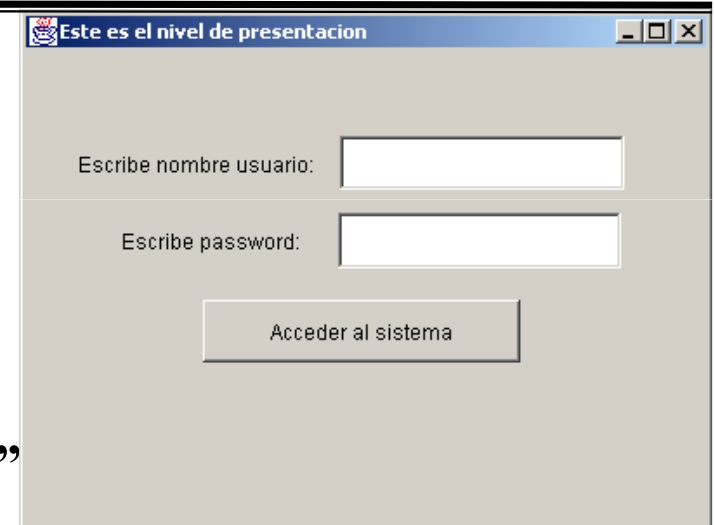 Este es el nivel de presentacion
Escribe nombre usuario:
Escribe password:
Acceder al sistema
”